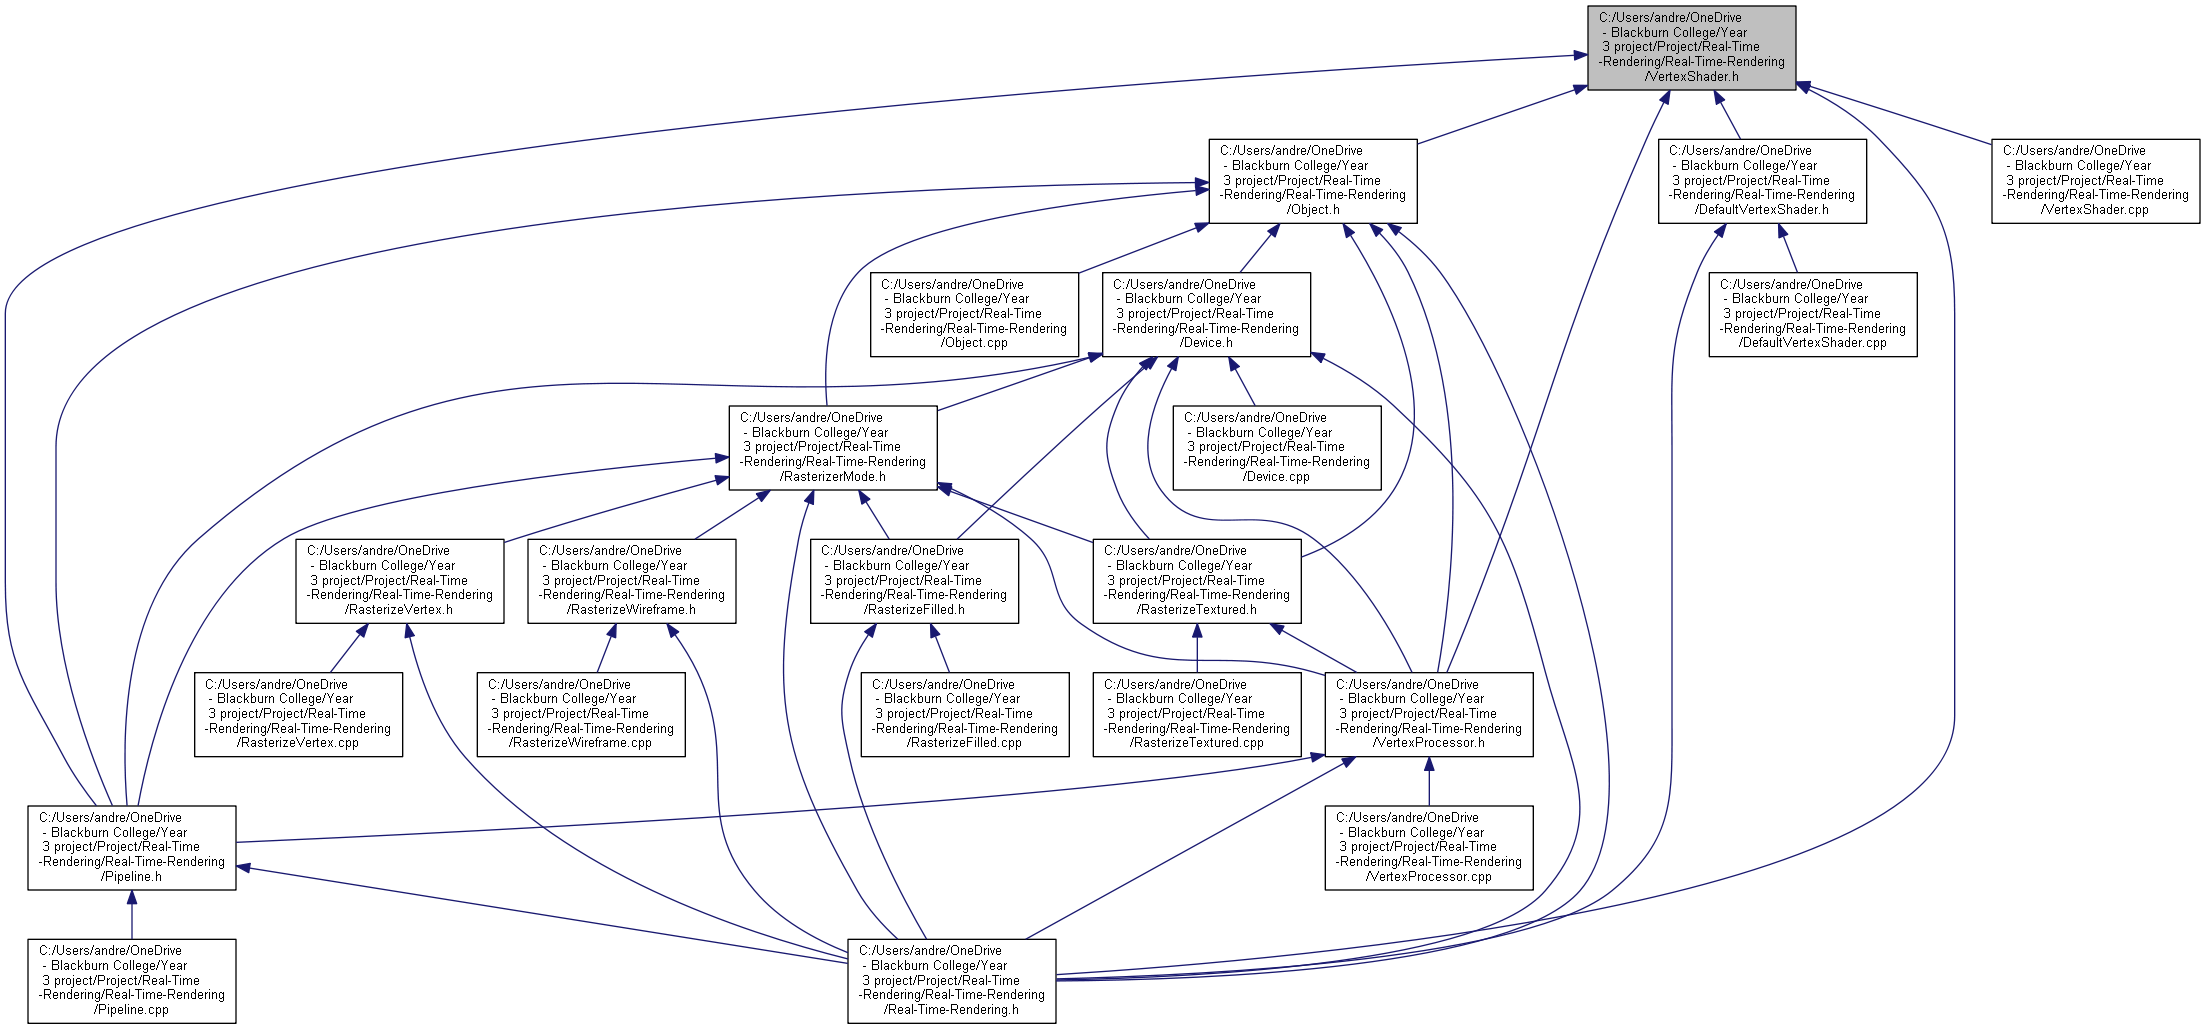 C:/Users/andre/OneDrive
- Blackburn College/Year
3 project/Project/Real-Time
-Rendering/Real-Time-Rendering
/VertexShader.h
C:/Users/andre/OneDrive
- Blackburn College/Year
3 project/Project/Real-Time
-Rendering/Real-Time-Rendering
/Object.h
C:/Users/andre/OneDrive
- Blackburn College/Year
3 project/Project/Real-Time
-Rendering/Real-Time-Rendering
/DefaultVertexShader.h
C:/Users/andre/OneDrive
- Blackburn College/Year
3 project/Project/Real-Time
-Rendering/Real-Time-Rendering
/VertexShader.cpp
C:/Users/andre/OneDrive
- Blackburn College/Year
3 project/Project/Real-Time
-Rendering/Real-Time-Rendering
/Object.cpp
C:/Users/andre/OneDrive
- Blackburn College/Year
3 project/Project/Real-Time
-Rendering/Real-Time-Rendering
/Device.h
C:/Users/andre/OneDrive
- Blackburn College/Year
3 project/Project/Real-Time
-Rendering/Real-Time-Rendering
/DefaultVertexShader.cpp
C:/Users/andre/OneDrive
- Blackburn College/Year
3 project/Project/Real-Time
-Rendering/Real-Time-Rendering
/RasterizerMode.h
C:/Users/andre/OneDrive
- Blackburn College/Year
3 project/Project/Real-Time
-Rendering/Real-Time-Rendering
/Device.cpp
C:/Users/andre/OneDrive
- Blackburn College/Year
3 project/Project/Real-Time
-Rendering/Real-Time-Rendering
/RasterizeVertex.h
C:/Users/andre/OneDrive
- Blackburn College/Year
3 project/Project/Real-Time
-Rendering/Real-Time-Rendering
/RasterizeWireframe.h
C:/Users/andre/OneDrive
- Blackburn College/Year
3 project/Project/Real-Time
-Rendering/Real-Time-Rendering
/RasterizeFilled.h
C:/Users/andre/OneDrive
- Blackburn College/Year
3 project/Project/Real-Time
-Rendering/Real-Time-Rendering
/RasterizeTextured.h
C:/Users/andre/OneDrive
- Blackburn College/Year
3 project/Project/Real-Time
-Rendering/Real-Time-Rendering
/RasterizeVertex.cpp
C:/Users/andre/OneDrive
- Blackburn College/Year
3 project/Project/Real-Time
-Rendering/Real-Time-Rendering
/RasterizeWireframe.cpp
C:/Users/andre/OneDrive
- Blackburn College/Year
3 project/Project/Real-Time
-Rendering/Real-Time-Rendering
/RasterizeFilled.cpp
C:/Users/andre/OneDrive
- Blackburn College/Year
3 project/Project/Real-Time
-Rendering/Real-Time-Rendering
/RasterizeTextured.cpp
C:/Users/andre/OneDrive
- Blackburn College/Year
3 project/Project/Real-Time
-Rendering/Real-Time-Rendering
/VertexProcessor.h
C:/Users/andre/OneDrive
- Blackburn College/Year
3 project/Project/Real-Time
-Rendering/Real-Time-Rendering
/Pipeline.h
C:/Users/andre/OneDrive
- Blackburn College/Year
3 project/Project/Real-Time
-Rendering/Real-Time-Rendering
/VertexProcessor.cpp
C:/Users/andre/OneDrive
- Blackburn College/Year
3 project/Project/Real-Time
-Rendering/Real-Time-Rendering
/Pipeline.cpp
C:/Users/andre/OneDrive
- Blackburn College/Year
3 project/Project/Real-Time
-Rendering/Real-Time-Rendering
/Real-Time-Rendering.h